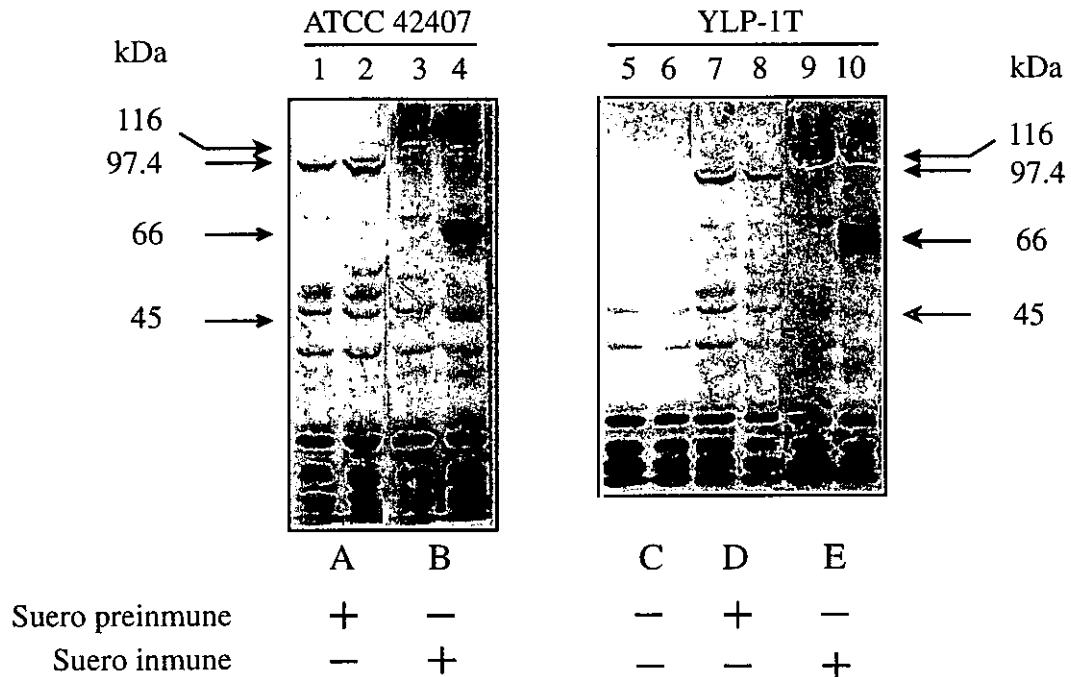 ATCC 42407 YLP-1T
kDa 1 2 3 4 5 6 7 8 9 10 kDa
116 116
97.4 97.4
66 66
45 45
A B C D E
Suero preinmune + − − + −
Suero inmune − + − − +